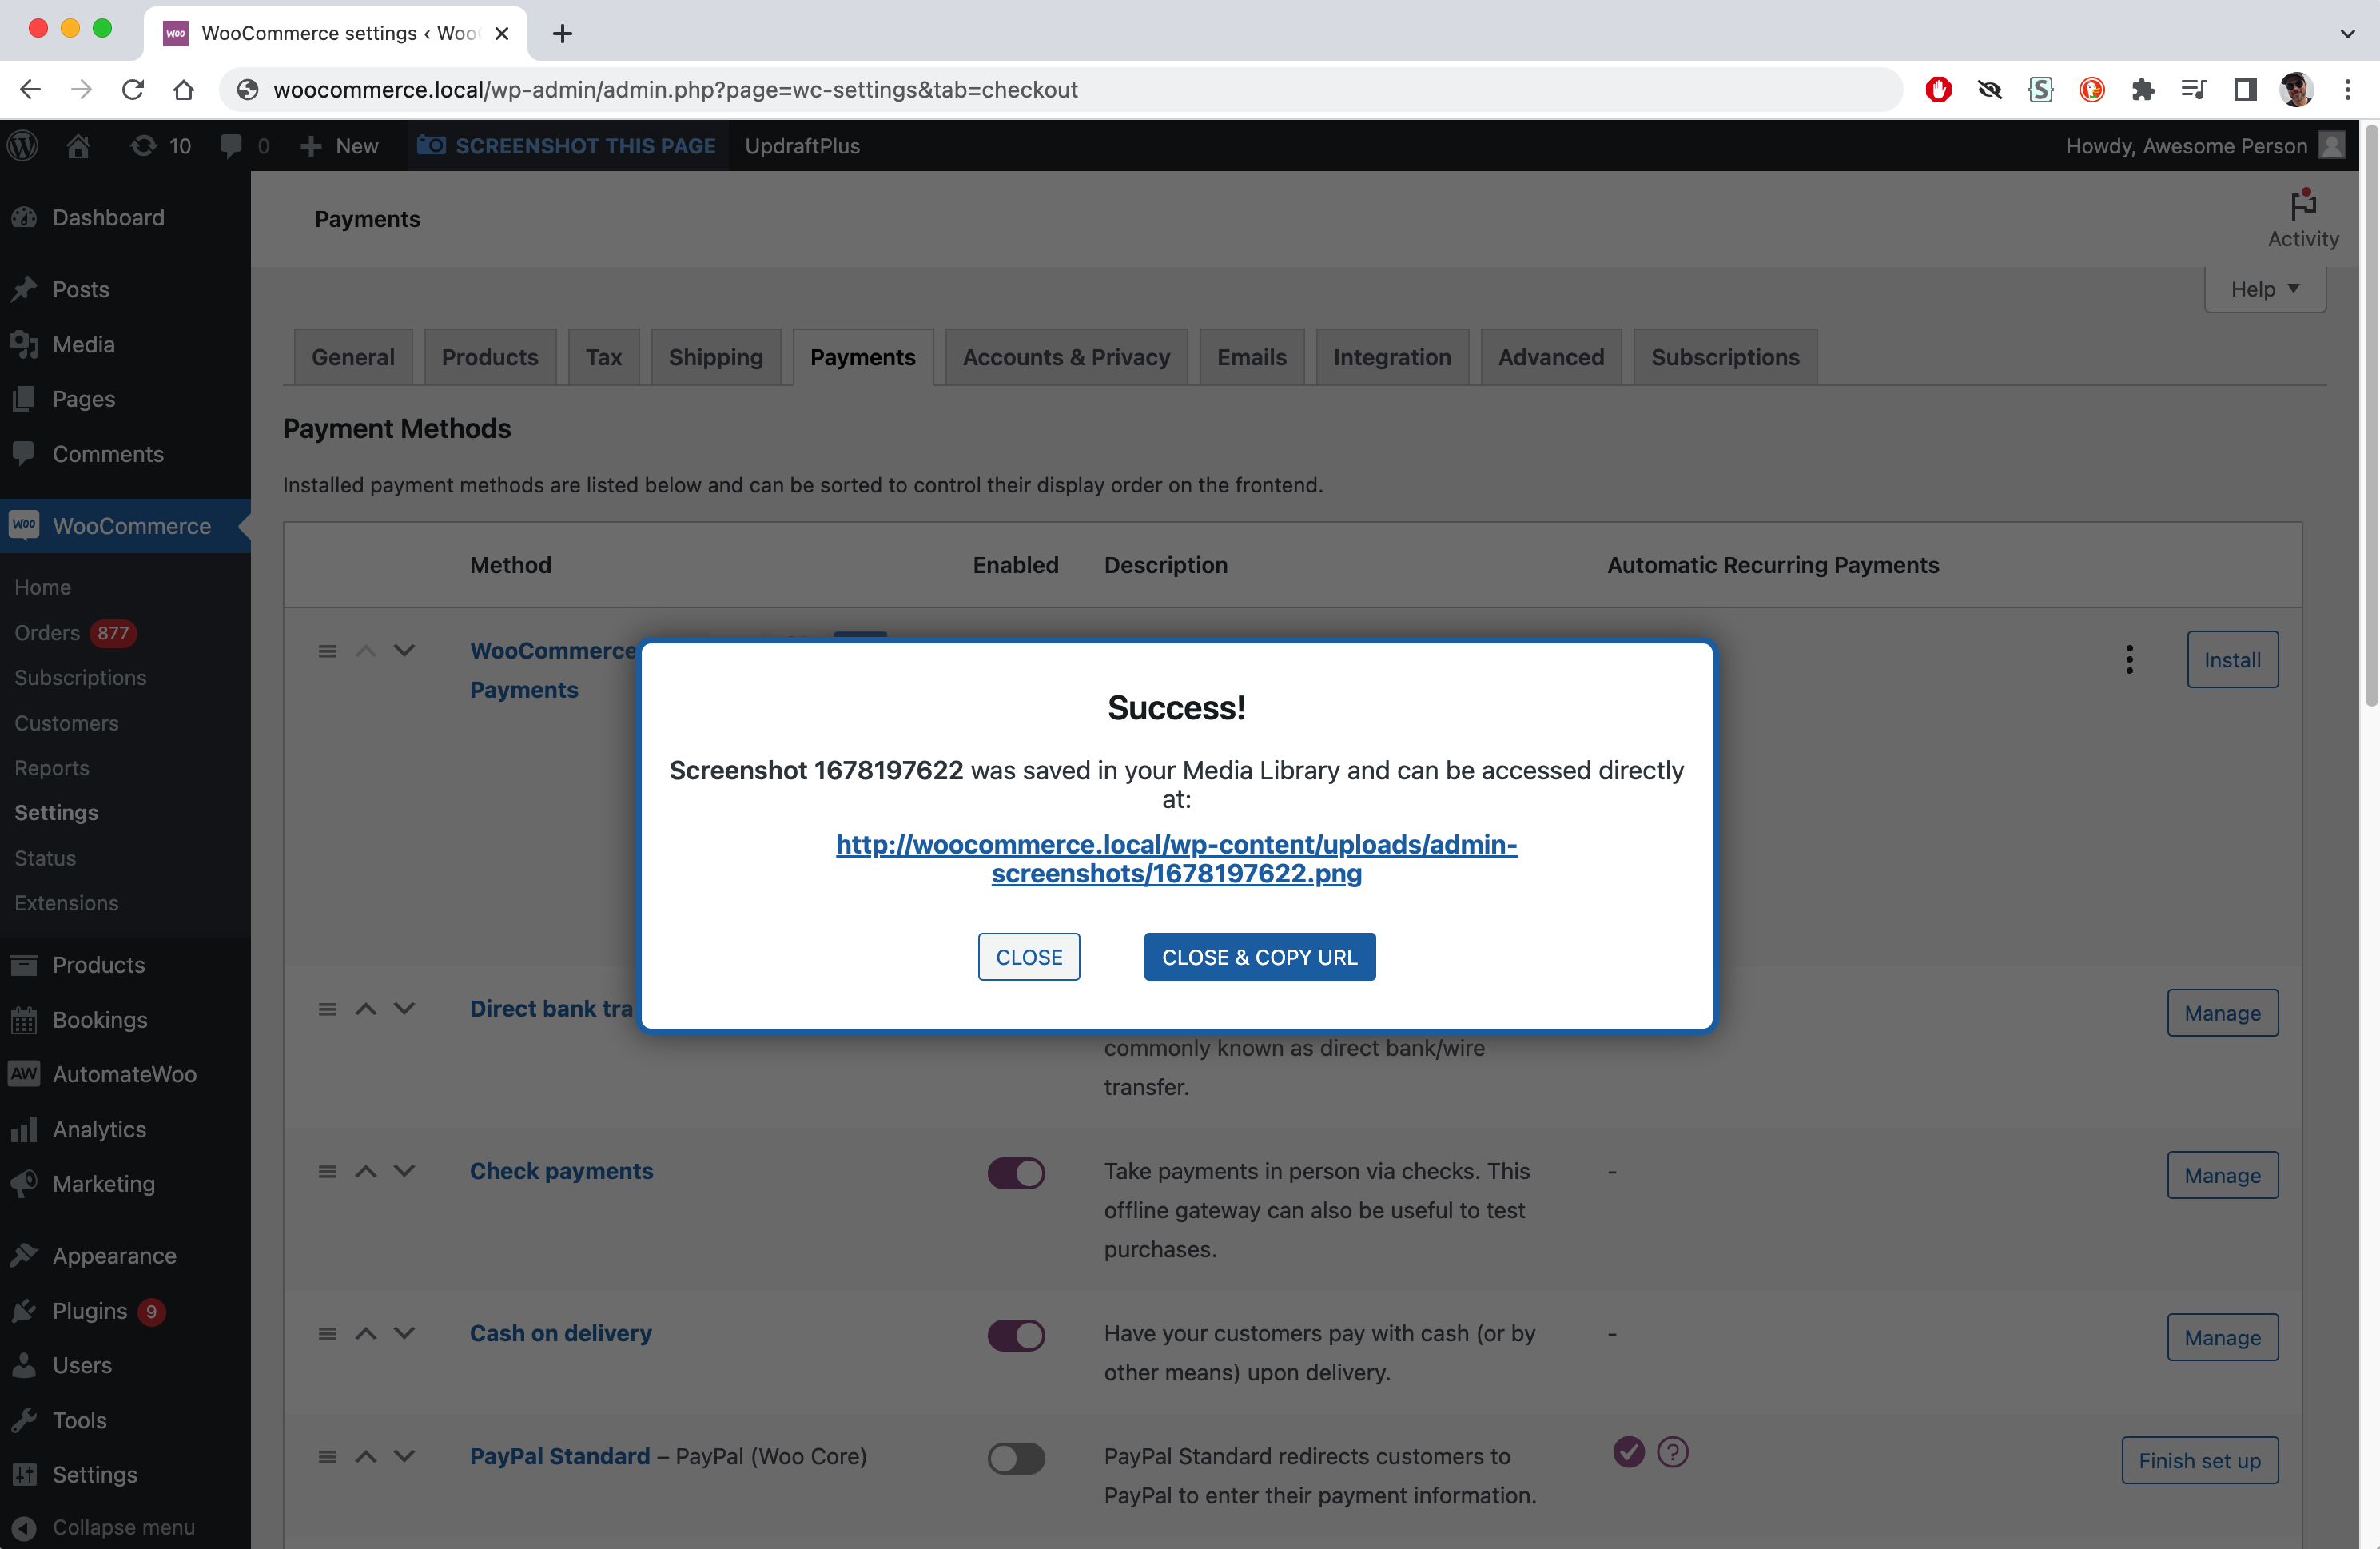 WooCommerce settings ‹ Woo
woocommerce.local/wp-admin/admin.php?page=wc-settings&tab=checkout
10
0
New
SCREENSHOT THIS PAGE
UpdraftPlus
Howdy, Awesome Person
Dashboard
Posts
Media
Pages
Comments
Woo WooCommerce
Home
Orders 877
Subscriptions
Customers
Reports
Settings
Status
Extensions
Products
Bookings
AW AutomateWoo
Analytics
Marketing
Appearance
Plugins 9
Users
Tools
Settings
Collapse menu
Payments
Activity
Help
General
Products
Tax
Shipping
Payments
Accounts & Privacy
Emails
Integration
Advanced
Subscriptions
Payment Methods
Installed payment methods are listed below and can be sorted to control their display order on the frontend.
Method Enabled Description Automatic Recurring Payments
WooCommerce
Payments
Install
Success!
Screenshot 1678197622 was saved in your Media Library and can be accessed directly
at:
http://woocommerce.local/wp-content/uploads/admin-
screenshots/1678197622.png
CLOSE
CLOSE & COPY URL
Direct bank tra
Manage
commonly known as direct bank/wire
transfer.
Check payments
Take payments in person via checks. This
offline gateway can also be useful to test
purchases.
-
Manage
Cash on delivery
Have your customers pay with cash (or by
other means) upon delivery.
-
Manage
PayPal Standard – PayPal (Woo Core)
PayPal Standard redirects customers to
PayPal to enter their payment information.
?
Finish set up